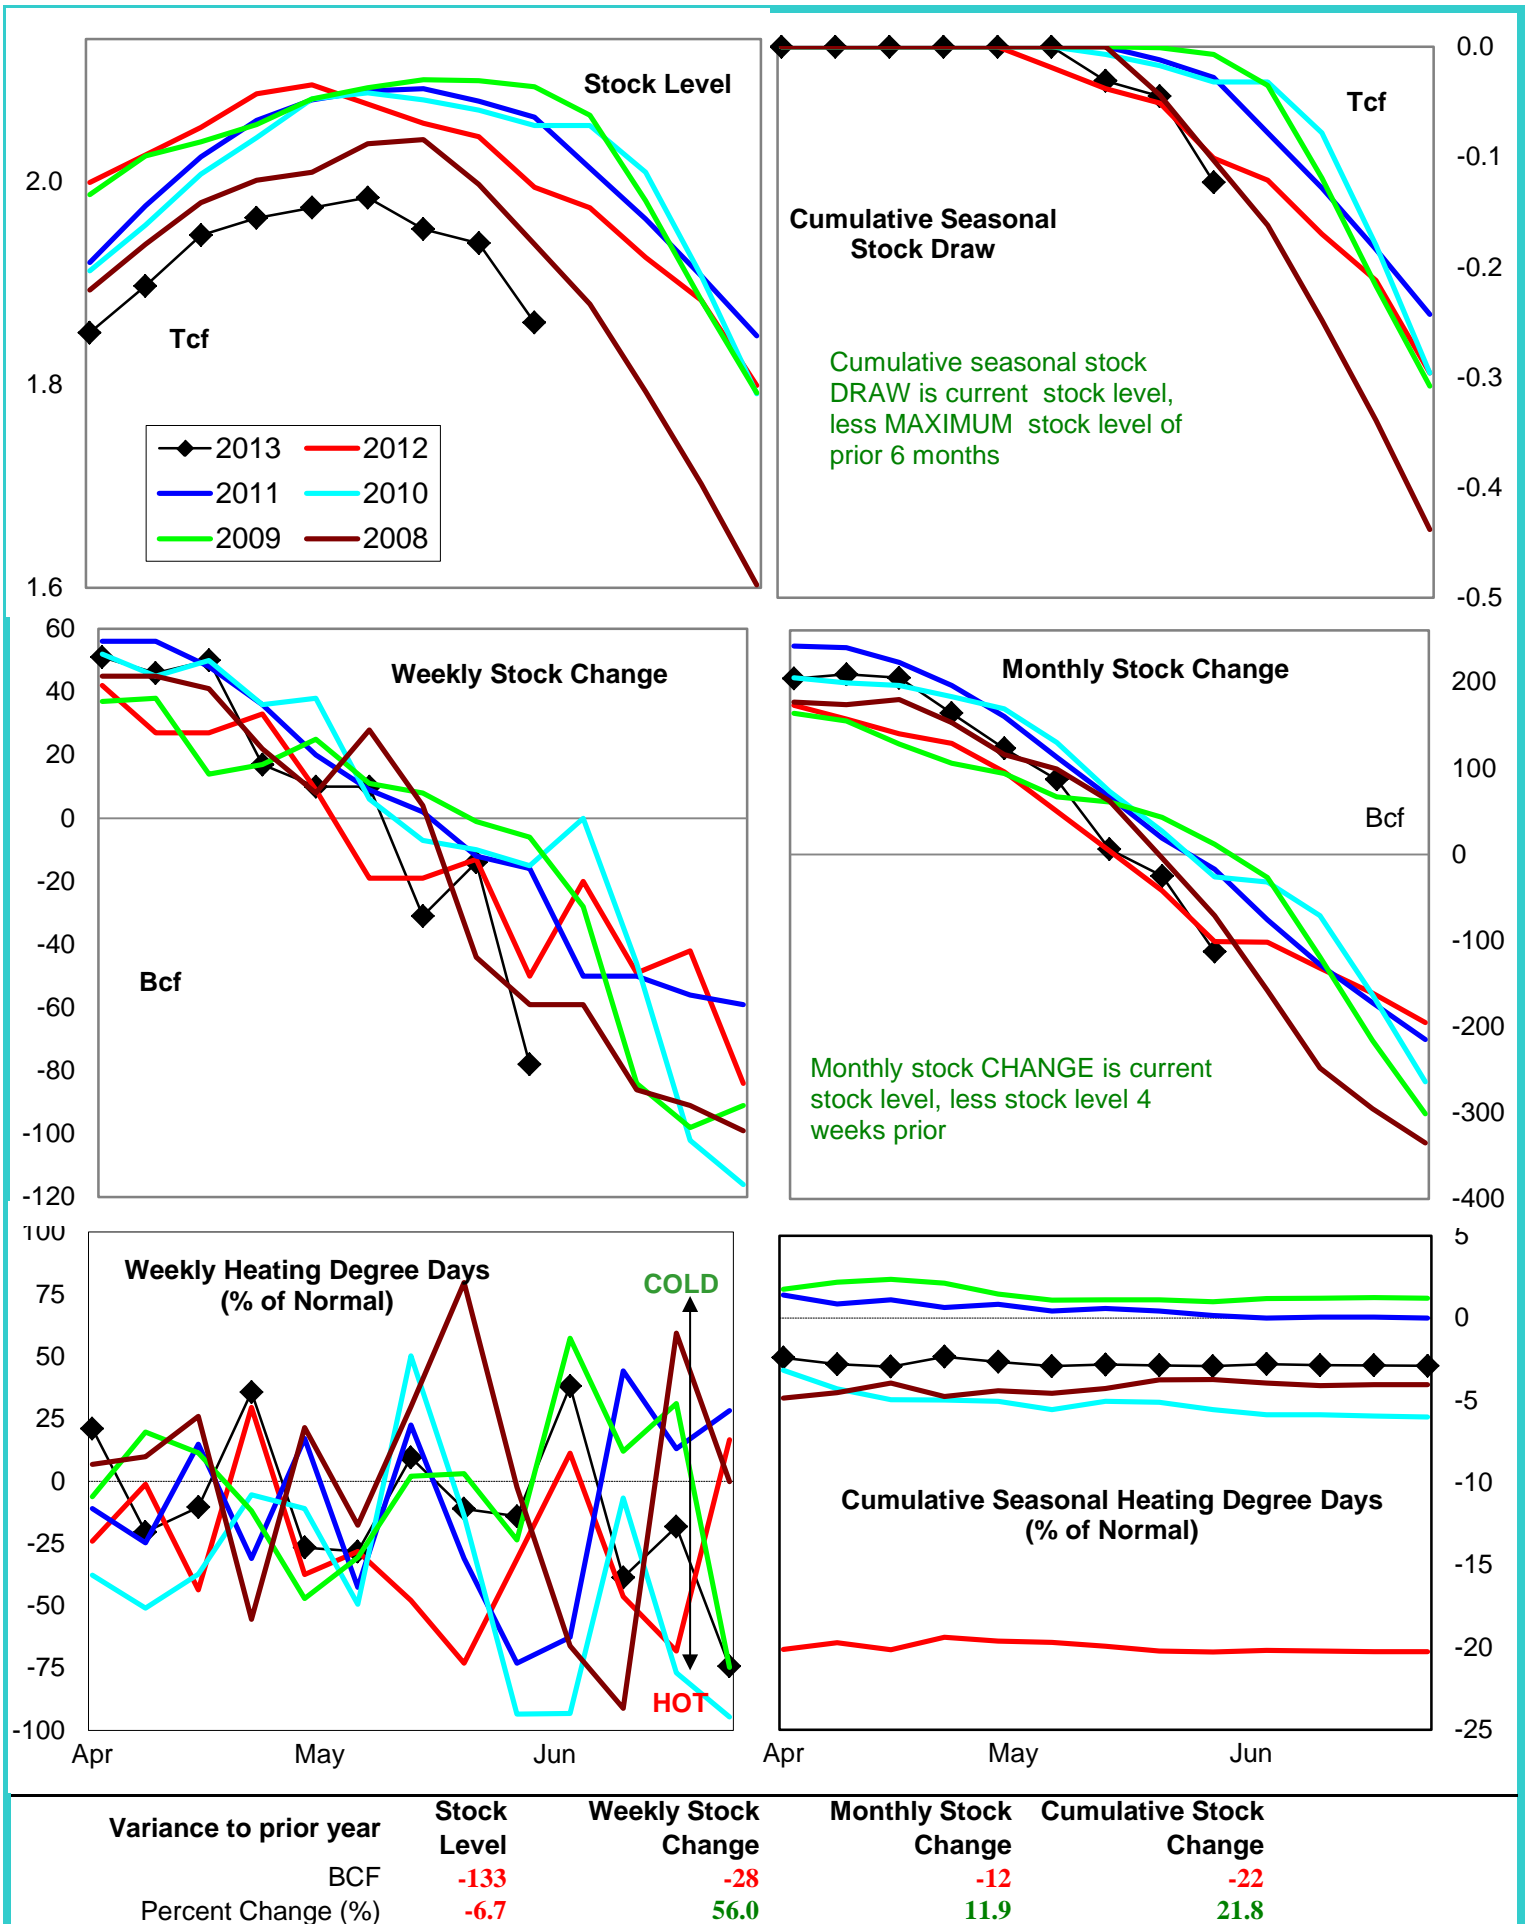 Stock Level
2.0
Tcf
1.8
2013 2012
2011 2010
2009 2008
1.6
0.0
Tcf
-0.1
Cumulative Seasonal
Stock Draw
-0.2
Cumulative seasonal stock
DRAW is current stock level,
less MAXIMUM stock level of
prior 6 months
-0.3
-0.4
-0.5
60
Weekly Stock Change
40
20
0
-20
-40
Bcf
-60
-80
-100
-120
Monthly Stock Change
200
100
Bcf
0
-100
-200
Monthly stock CHANGE is current
stock level, less stock level 4
weeks prior
-300
-400
100
Weekly Heating Degree Days
(% of Normal)
COLD
75
50
25
0
-25
-50
-75
HOT
-100
Apr May Jun
5
0
-5
-10
Cumulative Seasonal Heating Degree Days
(% of Normal)
-15
-20
-25
Apr May Jun
Variance to prior year Stock Level Weekly Stock Change Monthly Stock Change Cumulative Stock Change
BCF -133 -28 -12 -22
Percent Change (%) -6.7 56.0 11.9 21.8